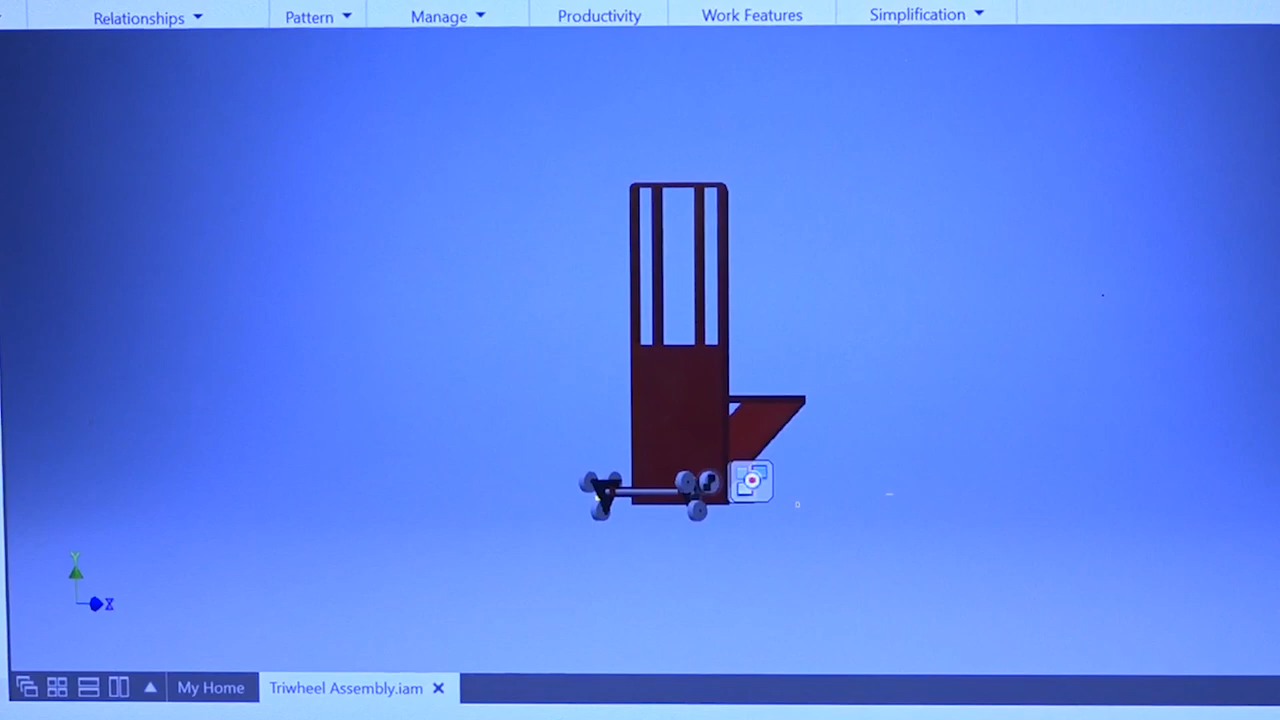 Relationships
Pattern
Manage
Productivity
Work Features
Simplification
Y
X
My Home
Triwheel Assembly.iam